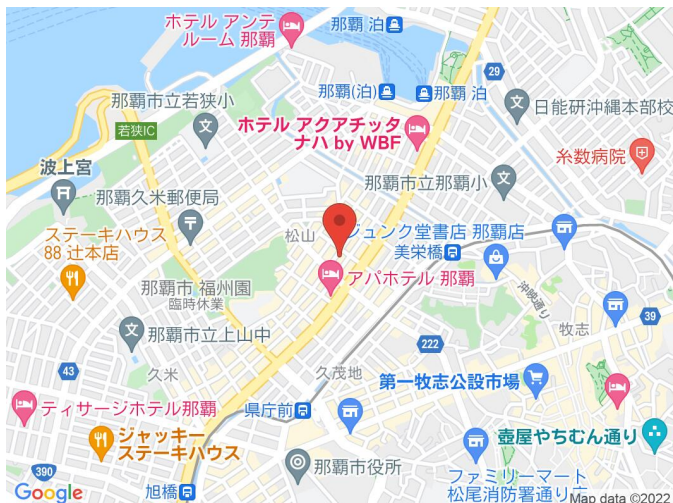 ホテル アンテ
ルーム 那覇
那覇 泊
那覇(泊)
那覇 泊
29
那覇市立若狭小
若狭IC
日能研沖縄本部校
ホテル アクアチッタ
ナハ by WBF
糸数病院
波上宮
那覇久米郵便局
那覇市立那覇小
ステーキハウス
88 辻本店
松山
ジュンク堂書店 那覇店
美栄橋
アパホテル 那覇
那覇市 福州園
臨時休業
沖映通り
那覇市立上山中
222
牧志
39
43
久米
久茂地
第一牧志公設市場
ティサージホテル那覇
県庁前
ジャッキー
ステーキハウス
壺屋やちむん通り
那覇市役所
390
旭橋
ファミリーマート
松尾消防署通り
Google
Map data ©2022